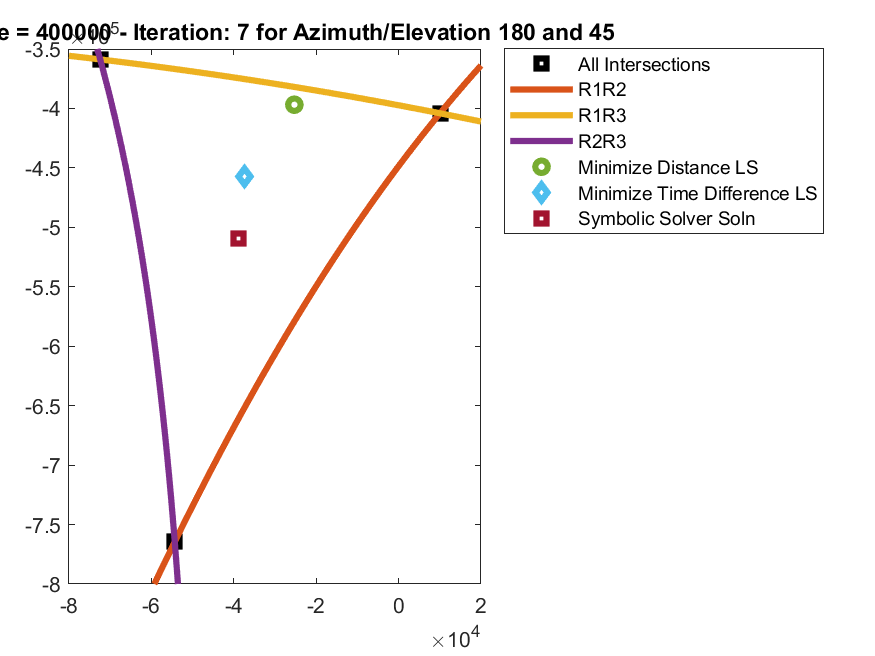 e = 400000 - Iteration: 7 for Azimuth/Elevation 180 and 45
×10^5
-3.5
-4
-4.5
-5
-5.5
-6
-6.5
-7
-7.5
-8
-8 -6 -4 -2 0 2
×10^4
All Intersections
R1R2
R1R3
R2R3
Minimize Distance LS
Minimize Time Difference LS
Symbolic Solver Soln